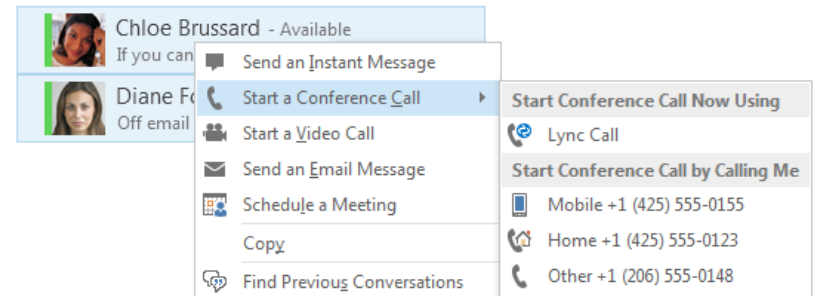 Chloe Brussard - Available
If you can
Diane Fo
Off email
Send an Instant Message
Start a Conference Call
Start a Video Call
Send an Email Message
Schedule a Meeting
Copy
Find Previous Conversations
Start Conference Call Now Using
Lync Call
Start Conference Call by Calling Me
Mobile +1 (425) 555-0155
Home +1 (425) 555-0123
Other +1 (206) 555-0148